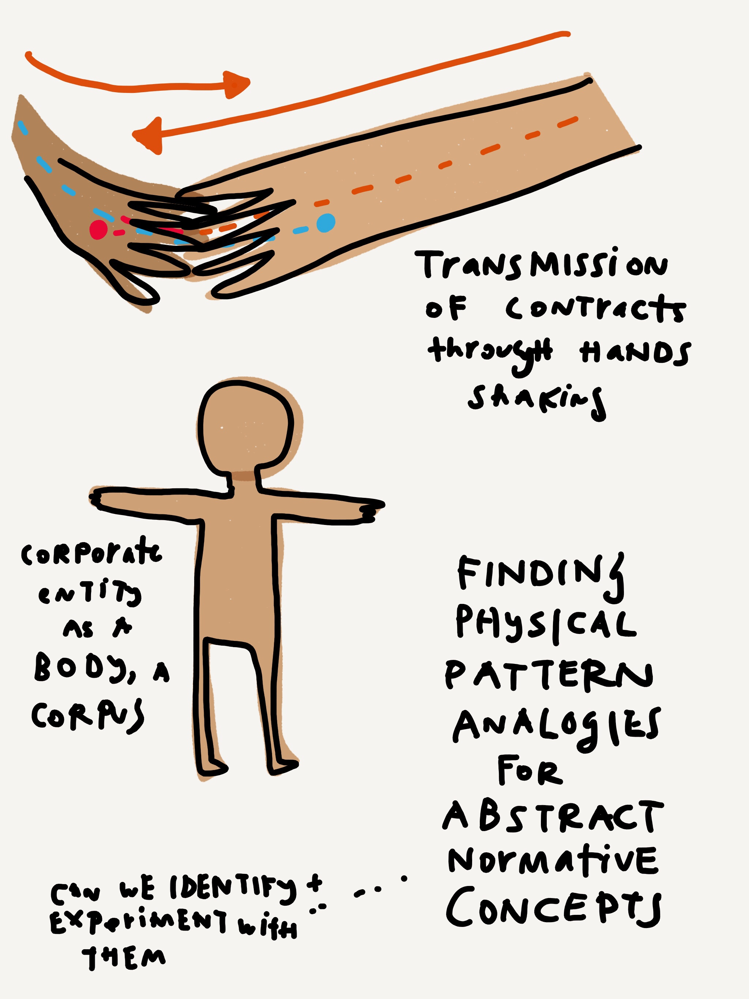 TransMission
of Contracts
through HANDS
shaking
corporate
entity
As A
BODY, A
CORPUS
FINDING
PHYSICAL
PATTERN
ANALOGIES
FOR
ABSTRACT
NormativE
CONCEPTS
CAN WE IDENTIFY +
EXPeriMENT with
THEM